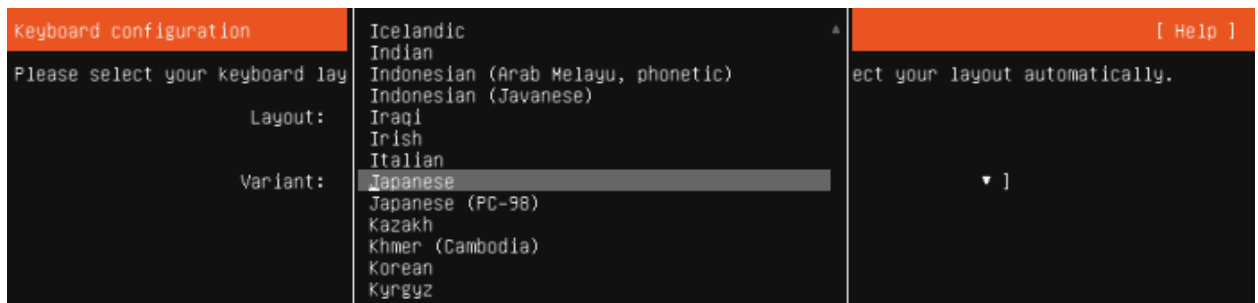 Keyboard configuration
[ Help ]
Please select your keyboard lay
ect your layout automatically.
Layout:
Variant:
▼ ]
Icelandic
Indian
Indonesian (Arab Melayu, phonetic)
Indonesian (Javanese)
Iraqi
Irish
Italian
Japanese
Japanese (PC-98)
Kazakh
Khmer (Cambodia)
Korean
Kyrgyz